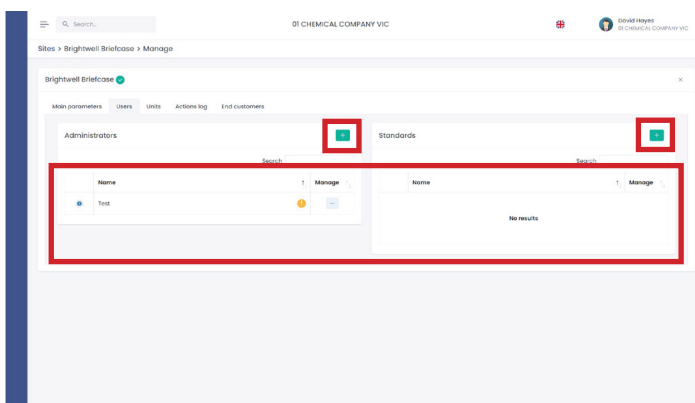 Search..
01 CHEMICAL COMPANY VIC
David Hayes
01 CHEMICAL COMPANY VIC
Sites > Brightwell Briefcase > Manage
Brightwell Briefcase
×
Main parameters Users Units Actions log End customers
Administrators
+
Standards
+
Search
Search
Name ↑ Manage
Name ↑ Manage
Test ! ...
No results